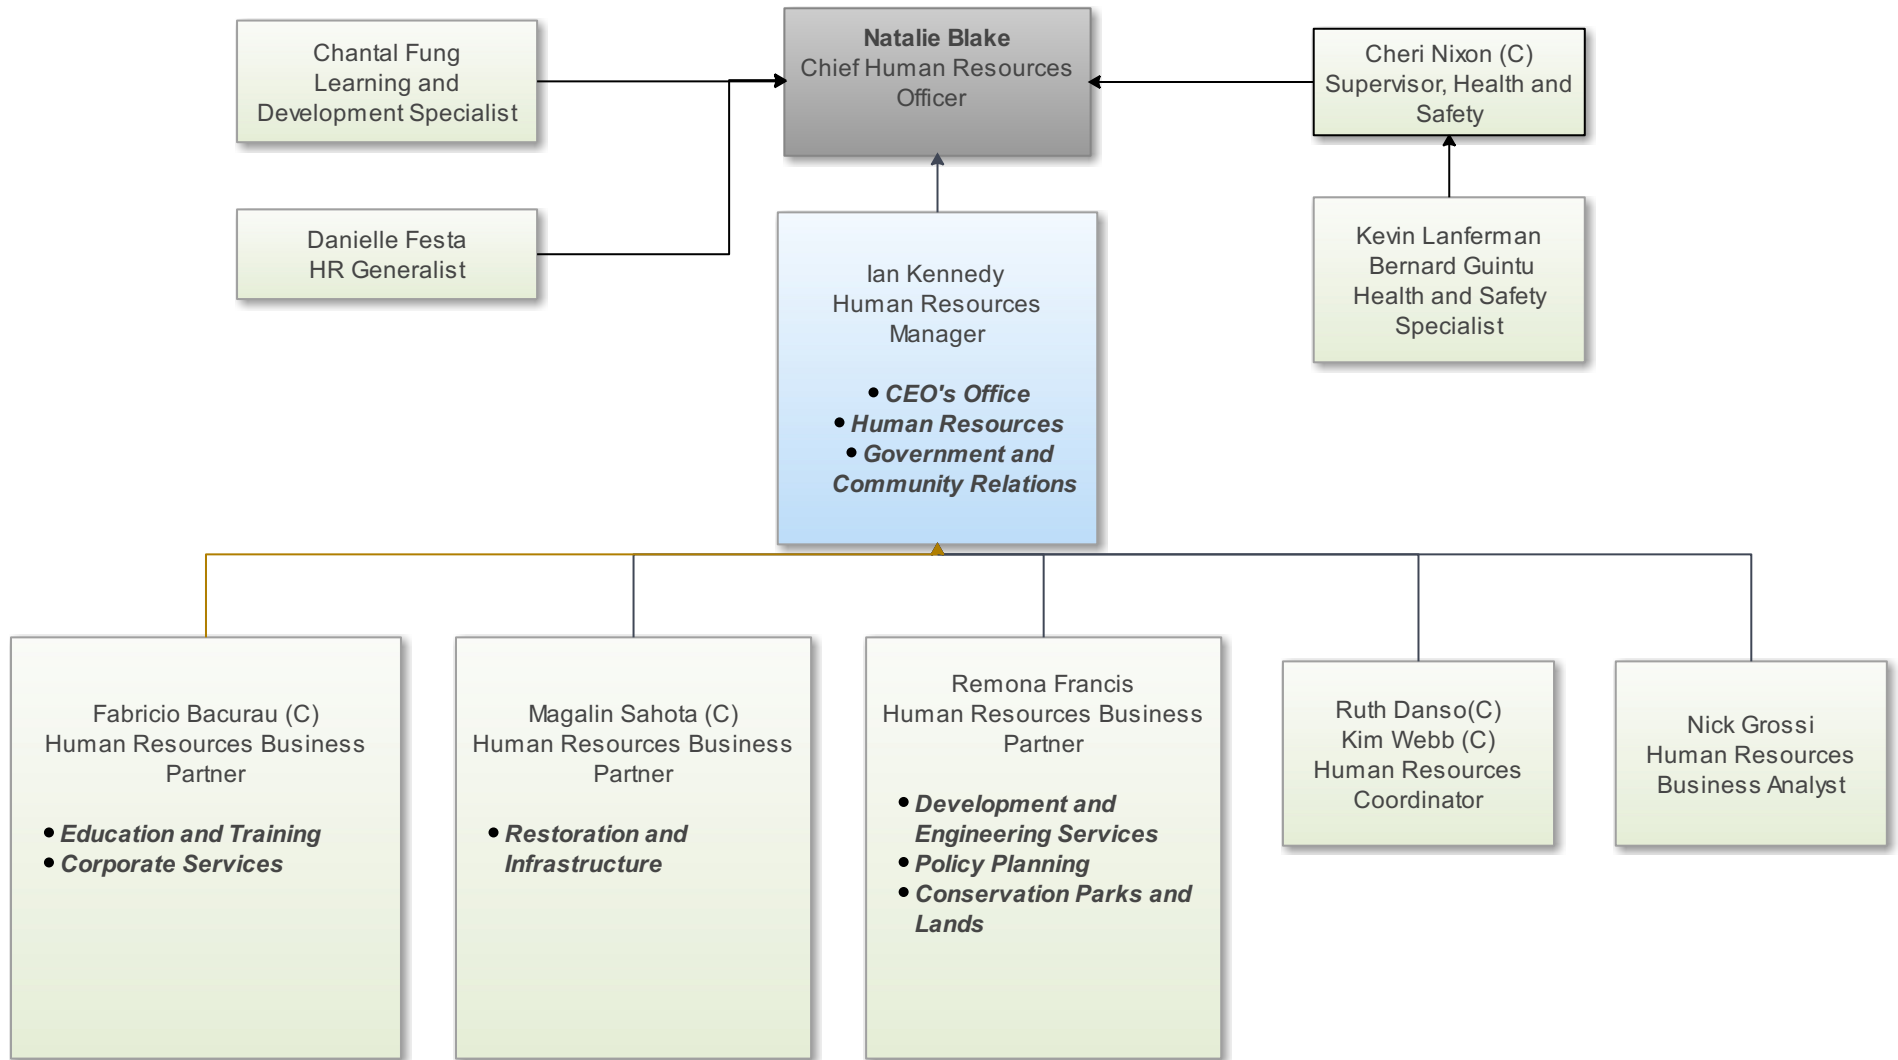 Chantal Fung
Learning and
Development Specialist
Natalie Blake
Chief Human Resources
Officer
Cheri Nixon (C)
Supervisor, Health and
Safety
Danielle Festa
HR Generalist
Ian Kennedy
Human Resources
Manager
• CEO's Office
• Human Resources
• Government and
Community Relations
Kevin Lanferman
Bernard Guintu
Health and Safety
Specialist
Fabricio Bacurau (C)
Human Resources Business
Partner
• Education and Training
• Corporate Services
Magalin Sahota (C)
Human Resources Business
Partner
• Restoration and
Infrastructure
Remona Francis
Human Resources Business
Partner
• Development and
Engineering Services
• Policy Planning
• Conservation Parks and
Lands
Ruth Danso(C)
Kim Webb (C)
Human Resources
Coordinator
Nick Grossi
Human Resources
Business Analyst